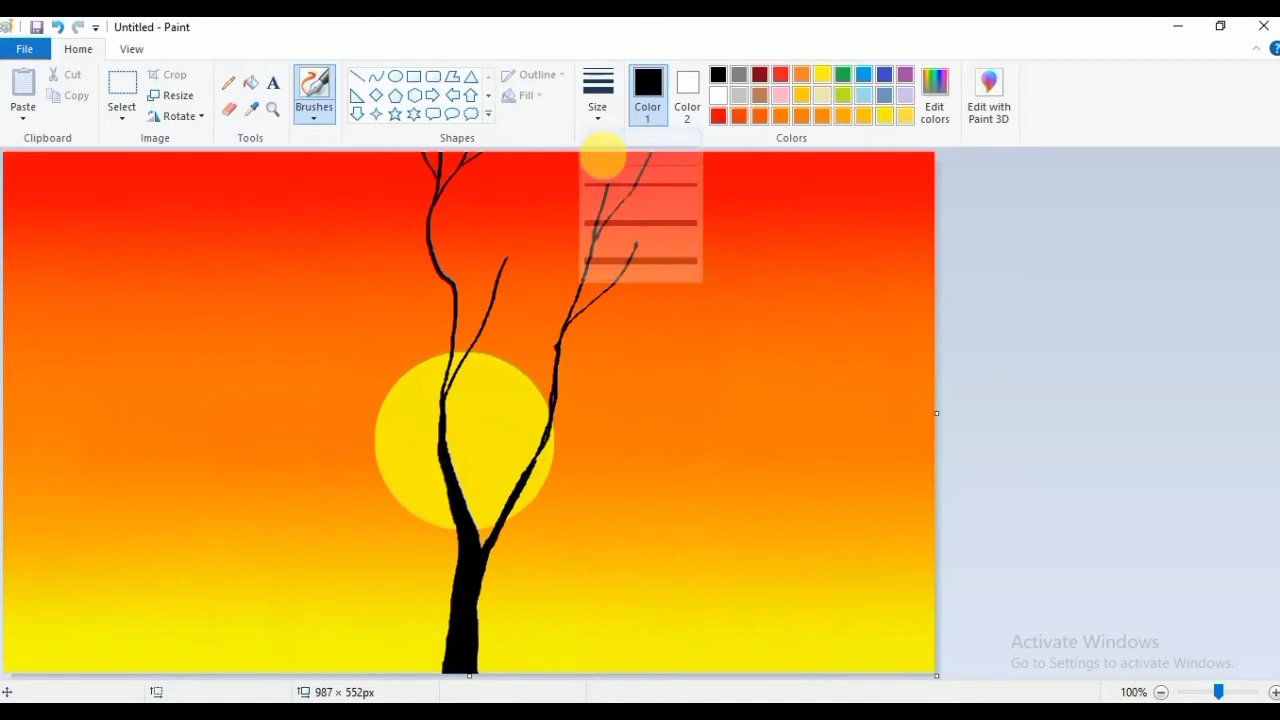 Untitled - Paint
File
Home
View
Paste
Cut
Copy
Clipboard
Select
Crop
Resize
Rotate
Image
A
Tools
Brushes
Outline
Fill
Shapes
Size
Color 1
Color 2
Edit colors
Colors
Edit with Paint 3D
Activate Windows
Go to Settings to activate Windows.
987 × 552px
100%